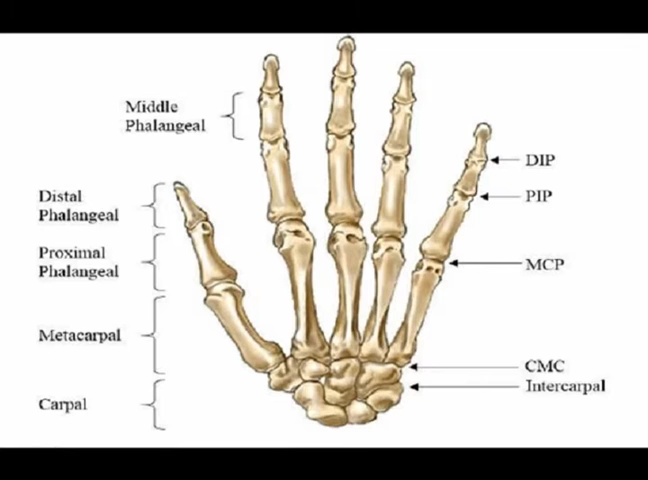 Middle
Phalangeal
Distal
Phalangeal
Proximal
Phalangeal
Metacarpal
Carpal
DIP
PIP
MCP
CMC
Intercarpal